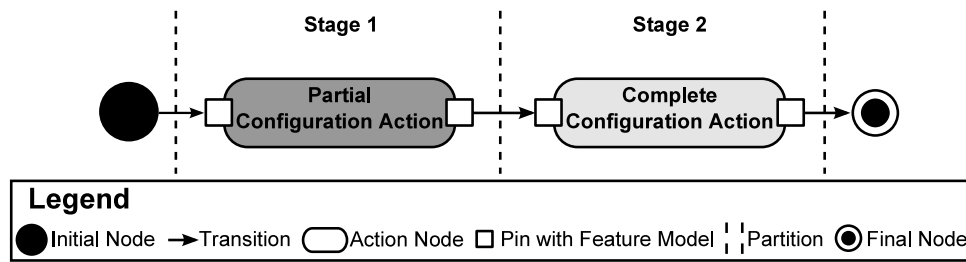 Stage 1
Stage 2
Partial
Configuration Action
Complete
Configuration Action
Legend
Initial Node
Transition
Action Node
Pin with Feature Model
Partition
Final Node